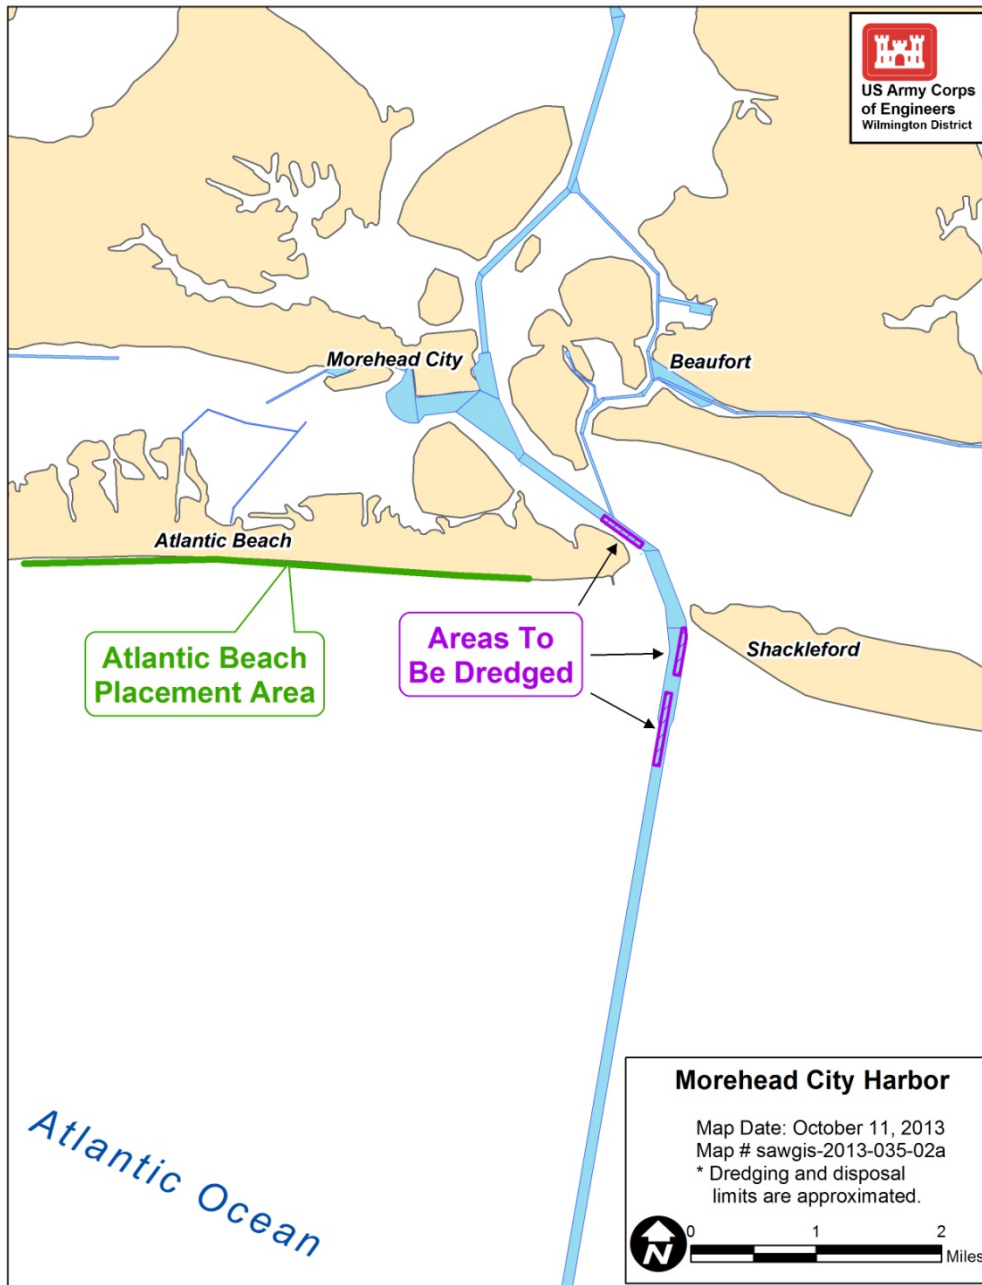 US Army Corps
of Engineers
Wilmington District
Morehead City
Beaufort
Atlantic Beach
Atlantic Beach
Placement Area
Areas To
Be Dredged
Shackleford
Atlantic Ocean
Morehead City Harbor
Map Date: October 11, 2013
Map # sawgis-2013-035-02a
* Dredging and disposal
limits are approximated.
N
0 1 2
Miles